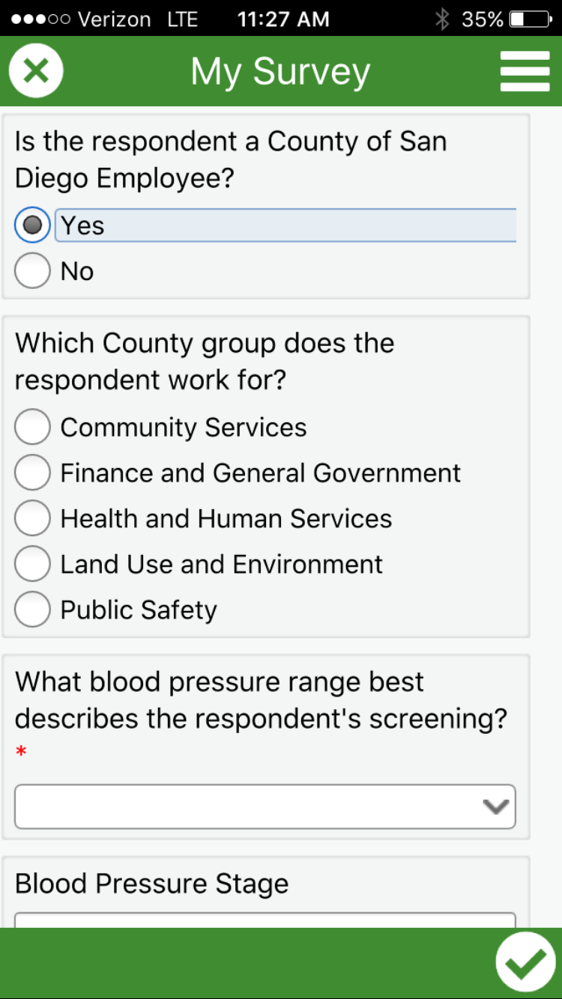 Verizon LTE 11:27 AM 35%
My Survey
Is the respondent a County of San
Diego Employee?
Yes
No
Which County group does the
respondent work for?
Community Services
Finance and General Government
Health and Human Services
Land Use and Environment
Public Safety
What blood pressure range best
describes the respondent's screening?
*
Blood Pressure Stage